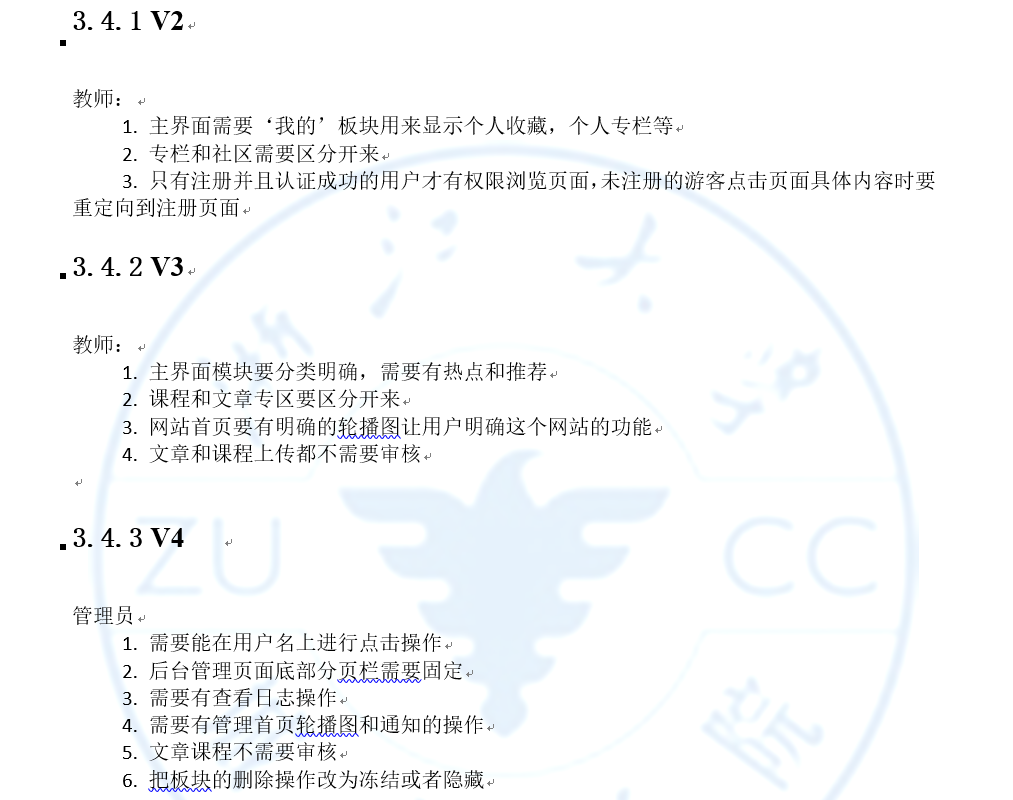 3.4.1 V2
教师：
1. 主界面需要‘我的’板块用来显示个人收藏，个人专栏等
2. 专栏和社区需要区分开来
3. 只有注册并且认证成功的用户才有权限浏览页面,未注册的游客点击页面具体内容时要
重定向到注册页面
3.4.2 V3
教师：
1. 主界面模块要分类明确，需要有热点和推荐
2. 课程和文章专区要区分开来
3. 网站首页要有明确的轮播图让用户明确这个网站的功能
4. 文章和课程上传都不需要审核
ZU CC
3.4.3 V4
管理员
1. 需要能在用户名上进行点击操作
2. 后台管理页面底部分页栏需要固定
3. 需要有查看日志操作
4. 需要有管理首页轮播图和通知的操作
5. 文章课程不需要审核
6. 把板块的删除操作改为冻结或者隐藏